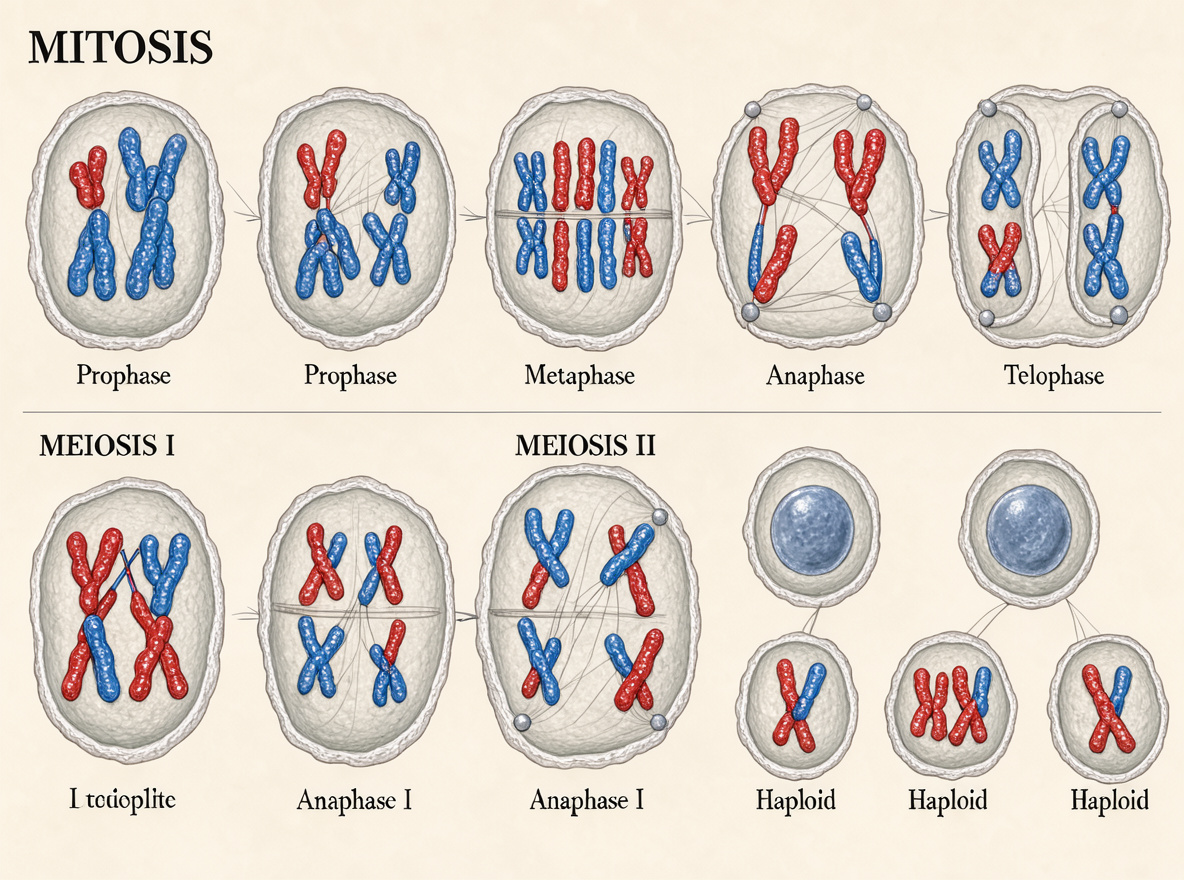 MITOSIS
Prophase
Prophase
Metaphase
Anaphase
Telophase
MEIOSIS I
MEIOSIS II
I
Anaphase I
Anaphase I
Haploid
Haploid
Haploid